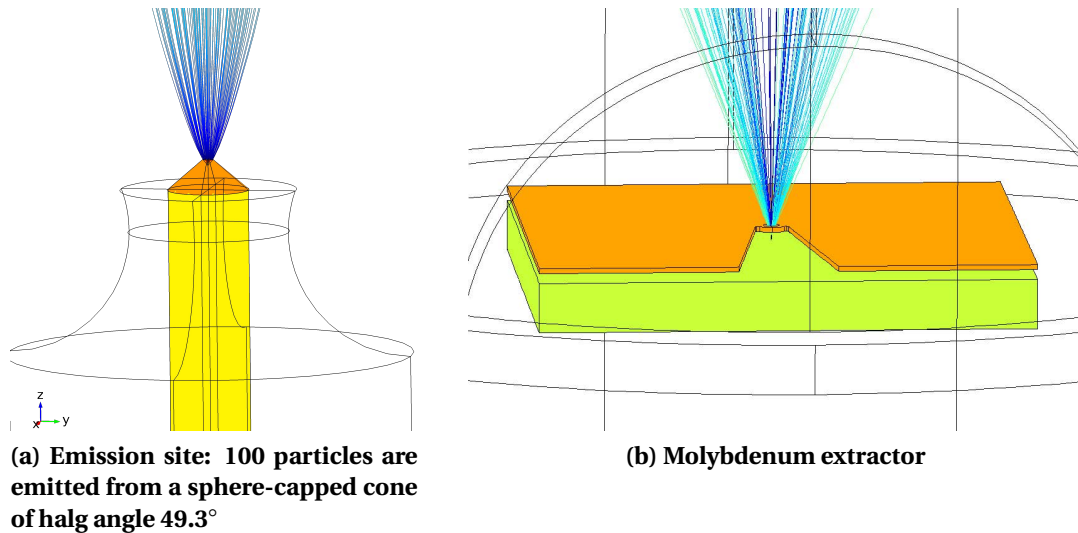 z
x
y
(a) Emission site: 100 particles are
emitted from a sphere-capped cone
of halg angle 49.3°
(b) Molybdenum extractor